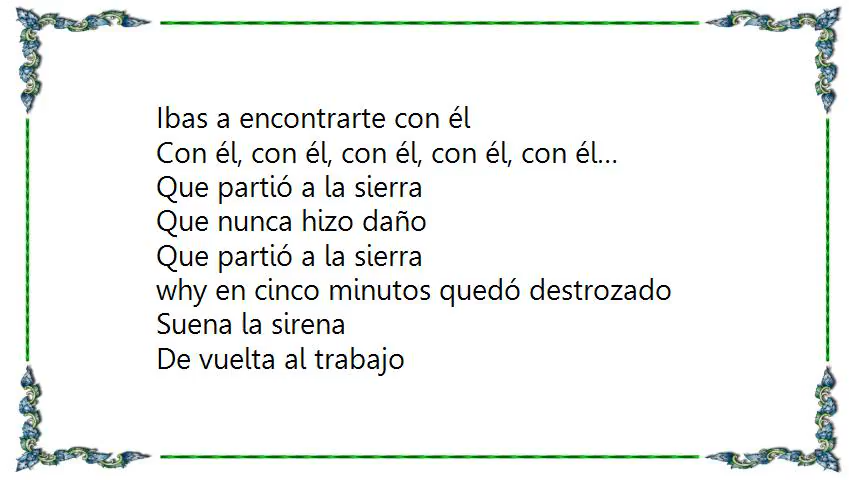 Ibas a encontrarte con él
Con él, con él, con él, con él, con él...
Que partió a la sierra
Que nunca hizo daño
Que partió a la sierra
why en cinco minutos quedó destrozado
Suena la sirena
De vuelta al trabajo